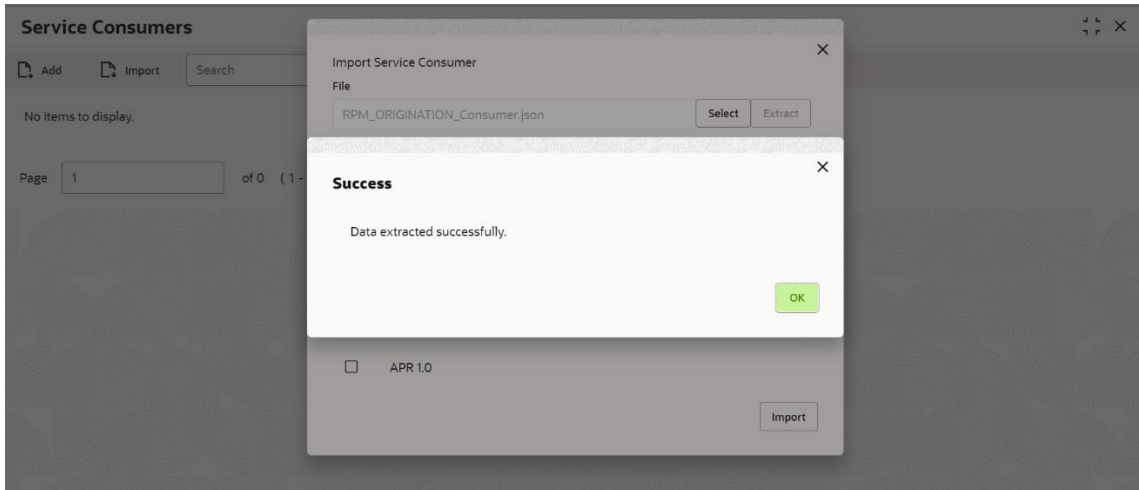 Service Consumers
Add Import Search
No items to display.
Page 1 of 0 (1 -
Import Service Consumer
File
RPM_ORIGINATION_Consumer.json Select Extract
Success
Data extracted successfully.
OK
APR 1.0
Import